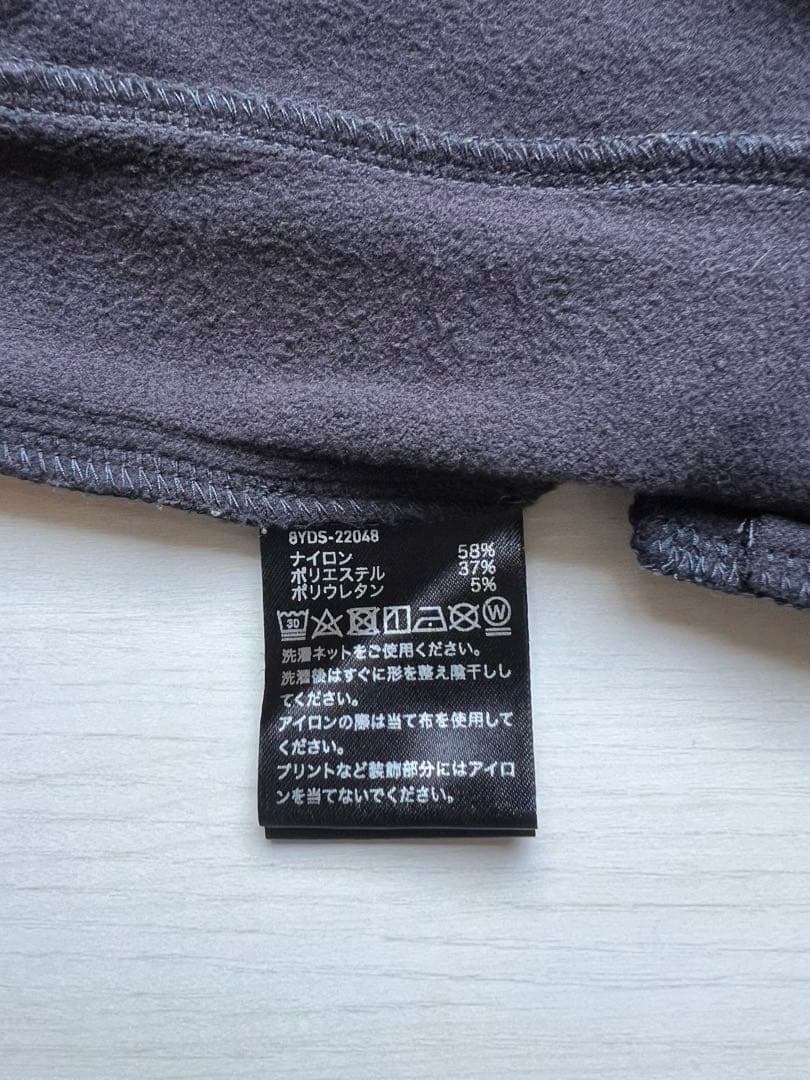 8YDS-22048
ナイロン 58%
ポリエステル 37%
ポリウレタン 5%
30 W
洗濯ネットをご使用ください。
洗濯後はすぐに形を整え陰干しし
てください。
アイロンの際は当て布を使用して
ください。
プリントなど装飾部分にはアイロ
ンを当てないでください。